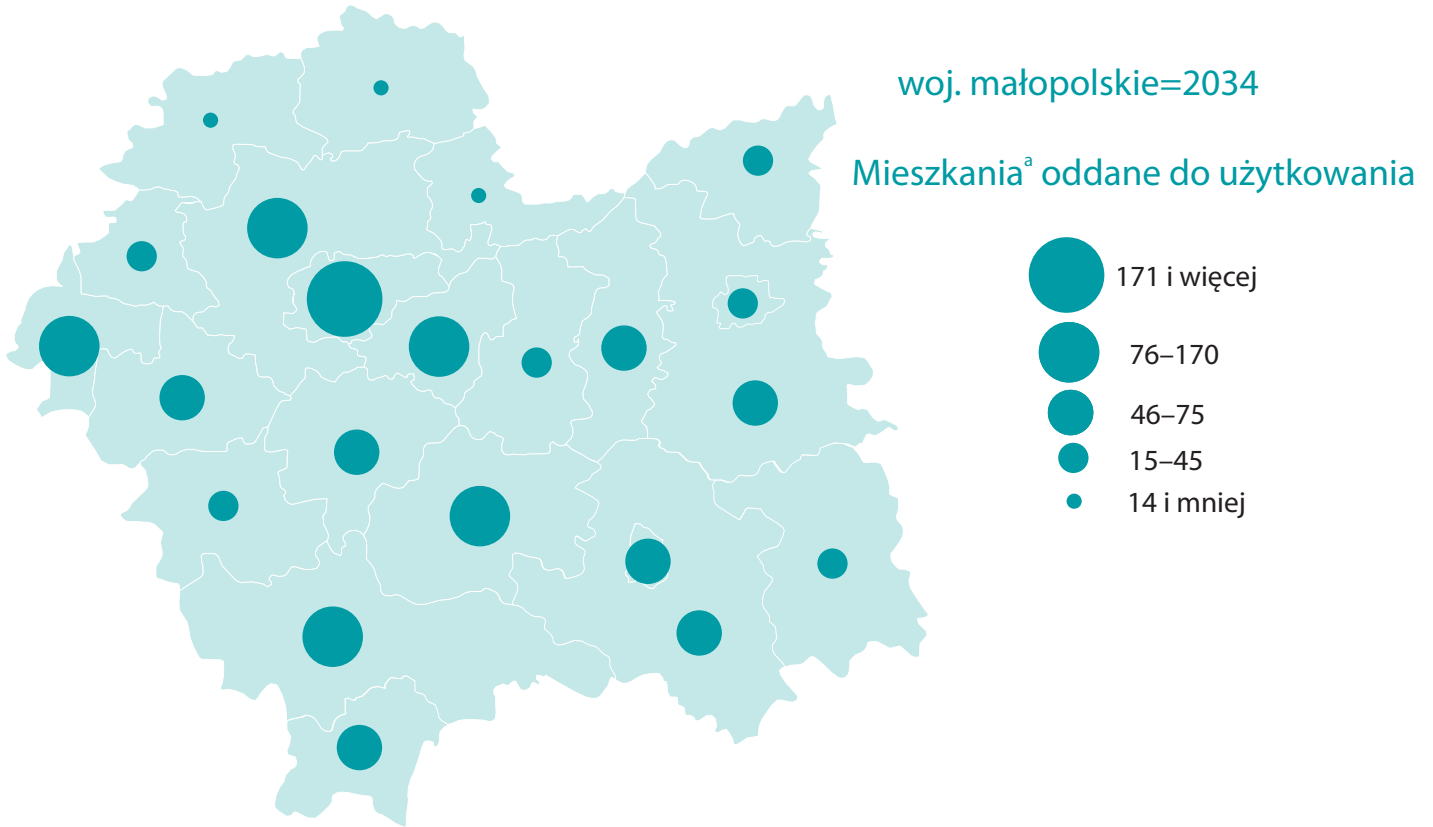 woj. małopolskie=2034
Mieszkaniaᵃ oddane do użytkowania
171 i więcej
76–170
46–75
15–45
14 i mniej